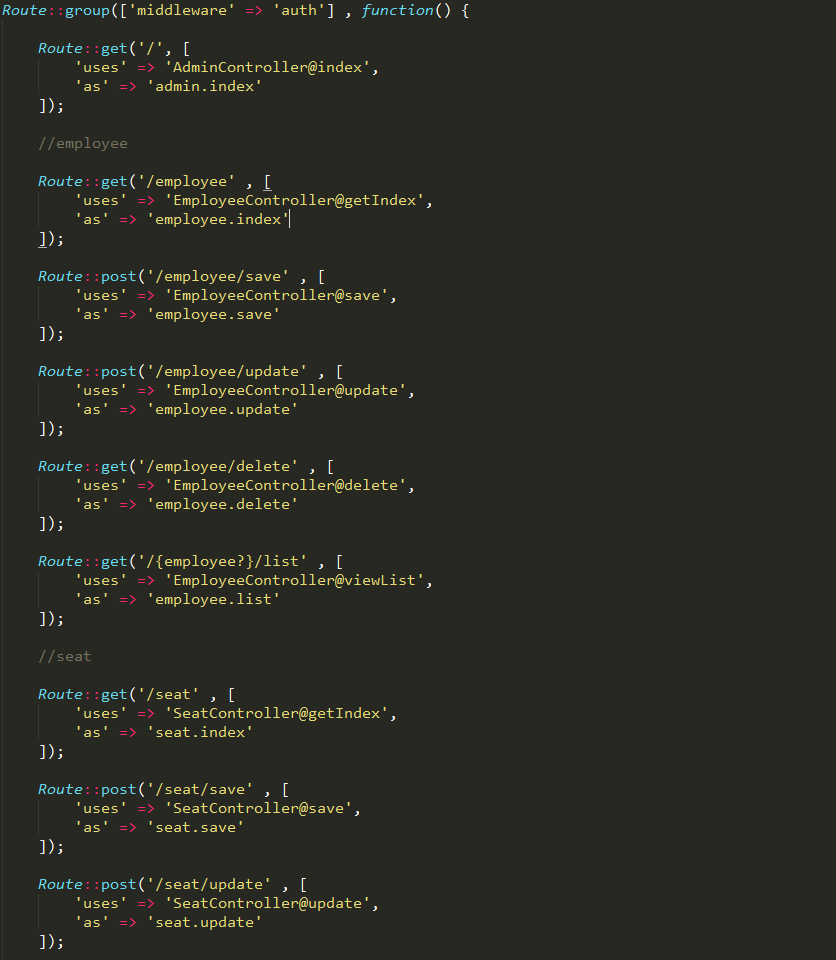 Route::group(['middleware' => 'auth'] , function() {
Route::get('/', [
'uses' => 'AdminController@index',
'as' => 'admin.index'
]);
//employee
Route::get('/employee' , [
'uses' => 'EmployeeController@getIndex',
'as' => 'employee.index'
]);
Route::post('/employee/save' , [
'uses' => 'EmployeeController@save',
'as' => 'employee.save'
]);
Route::post('/employee/update' , [
'uses' => 'EmployeeController@update',
'as' => 'employee.update'
]);
Route::get('/employee/delete' , [
'uses' => 'EmployeeController@delete',
'as' => 'employee.delete'
]);
Route::get('/{employee?}/list' , [
'uses' => 'EmployeeController@viewList',
'as' => 'employee.list'
]);
//seat
Route::get('/seat' , [
'uses' => 'SeatController@getIndex',
'as' => 'seat.index'
]);
Route::post('/seat/save' , [
'uses' => 'SeatController@save',
'as' => 'seat.save'
]);
Route::post('/seat/update' , [
'uses' => 'SeatController@update',
'as' => 'seat.update'
]);